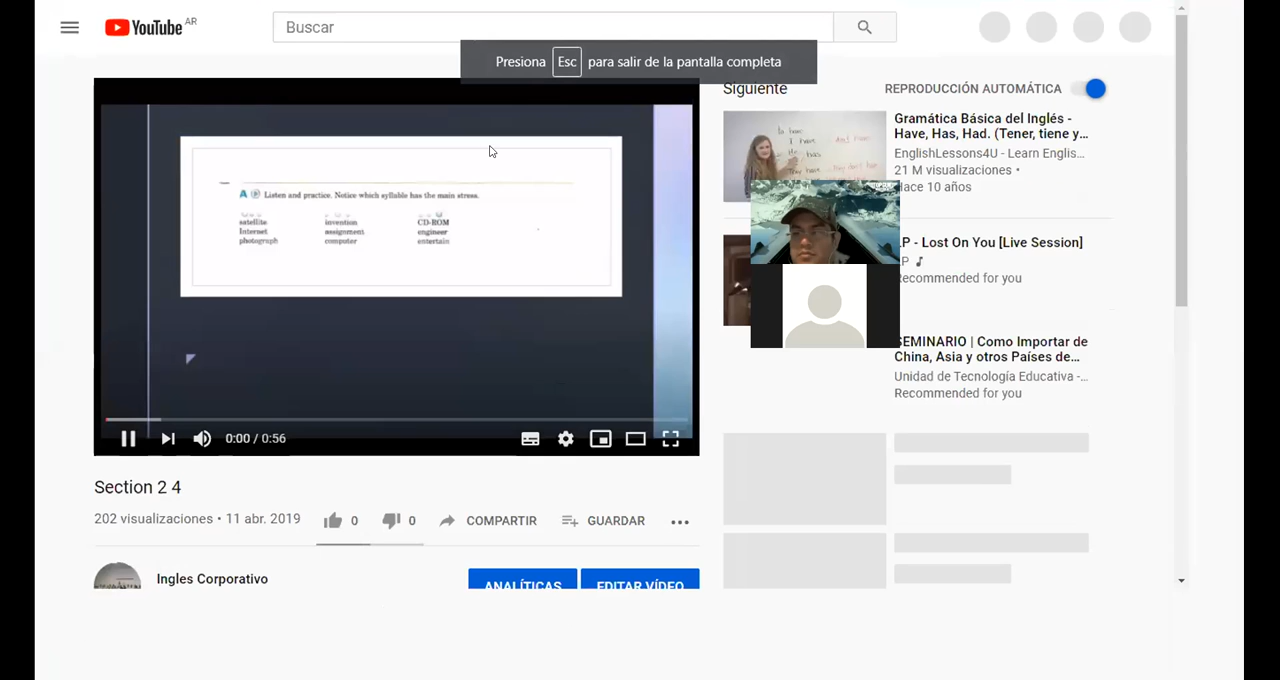 YouTube AR
Buscar
Presiona Esc para salir de la pantalla completa
Siguiente
REPRODUCCIÓN AUTOMÁTICA
A Listen and practice. Notice which syllable has the main stress.
satellite invention CD-ROM
Internet assignment engineer
photograph computer entertain
0:00 / 0:56
Gramática Básica del Inglés -
Have, Has, Had. (Tener, tiene y...
EnglishLessons4U - Learn Englis...
21 M visualizaciones •
Hace 10 años
LP - Lost On You [Live Session]
LP
Recommended for you
SEMINARIO | Como Importar de
China, Asia y otros Países de...
Unidad de Tecnología Educativa -...
Recommended for you
Section 2 4
202 visualizaciones • 11 abr. 2019
0 0 COMPARTIR GUARDAR
Ingles Corporativo
ANALÍTICAS EDITAR VÍDEO